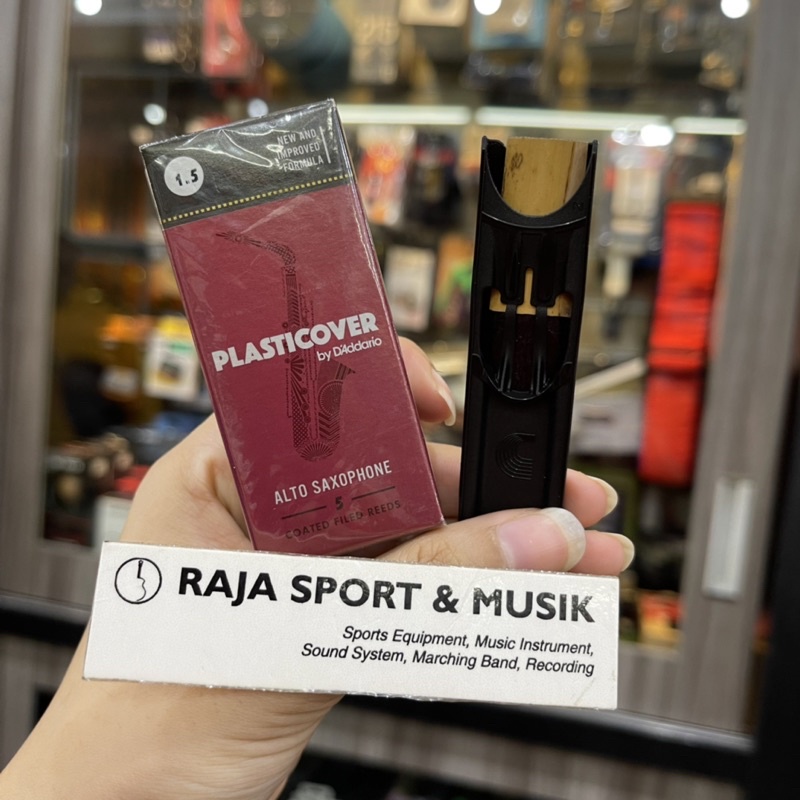 1.5
NEW AND
IMPROVED
FORMULA
PLASTICOVER
by D'Addario
ALTO SAXOPHONE
5
COATED FILED REEDS
RAJA SPORT & MUSIK
Sports Equipment, Music Instrument,
Sound System, Marching Band, Recording